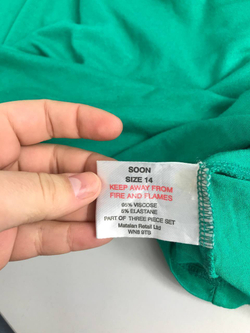 SOON
SIZE 14
KEEP AWAY FROM
FIRE AND FLAMES
95% VISCOSE
5% ELASTANE
PART OF THREE PIECE SET
Matalan Retail Ltd
WN8 9TB